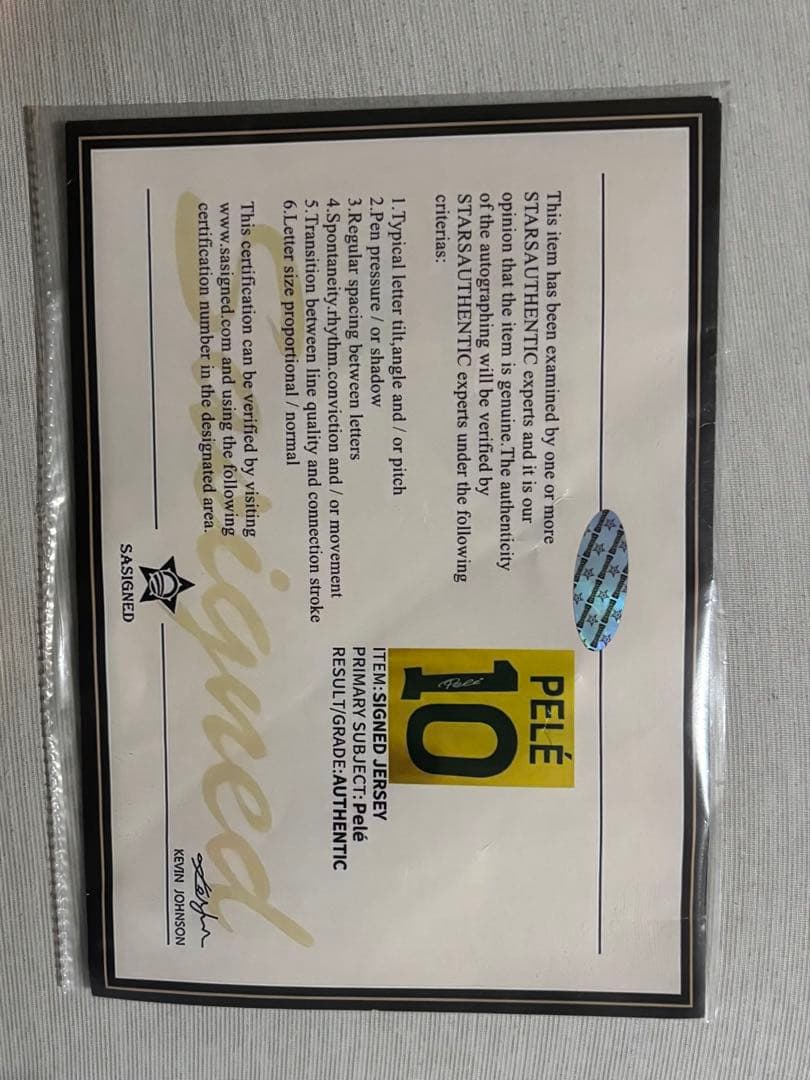 This item has been examined by one or more
STARSAUTHENTIC experts and it is our
opinion that the item is genuine.The authenticity
of the autographing will be verified by
STARSAUTHENTIC experts under the following
criterias:
1.Typical letter tilt,angle and / or pitch
2.Pen pressure / or shadow
3.Regular spacing between letters
4.Spontaneity.rhythm.conviction and / or movement
5.Transition between line quality and connection stroke
6.Letter size proportional / normal
This certification can be verified by visiting
www.sasigned.com and using the following
certification number in the designated area.
PELÉ
10
Pelé
ITEM:SIGNED JERSEY
PRIMARY SUBJECT:Pelé
RESULT/GRADE:AUTHENTIC
SASIGNED
KEVIN JOHNSON